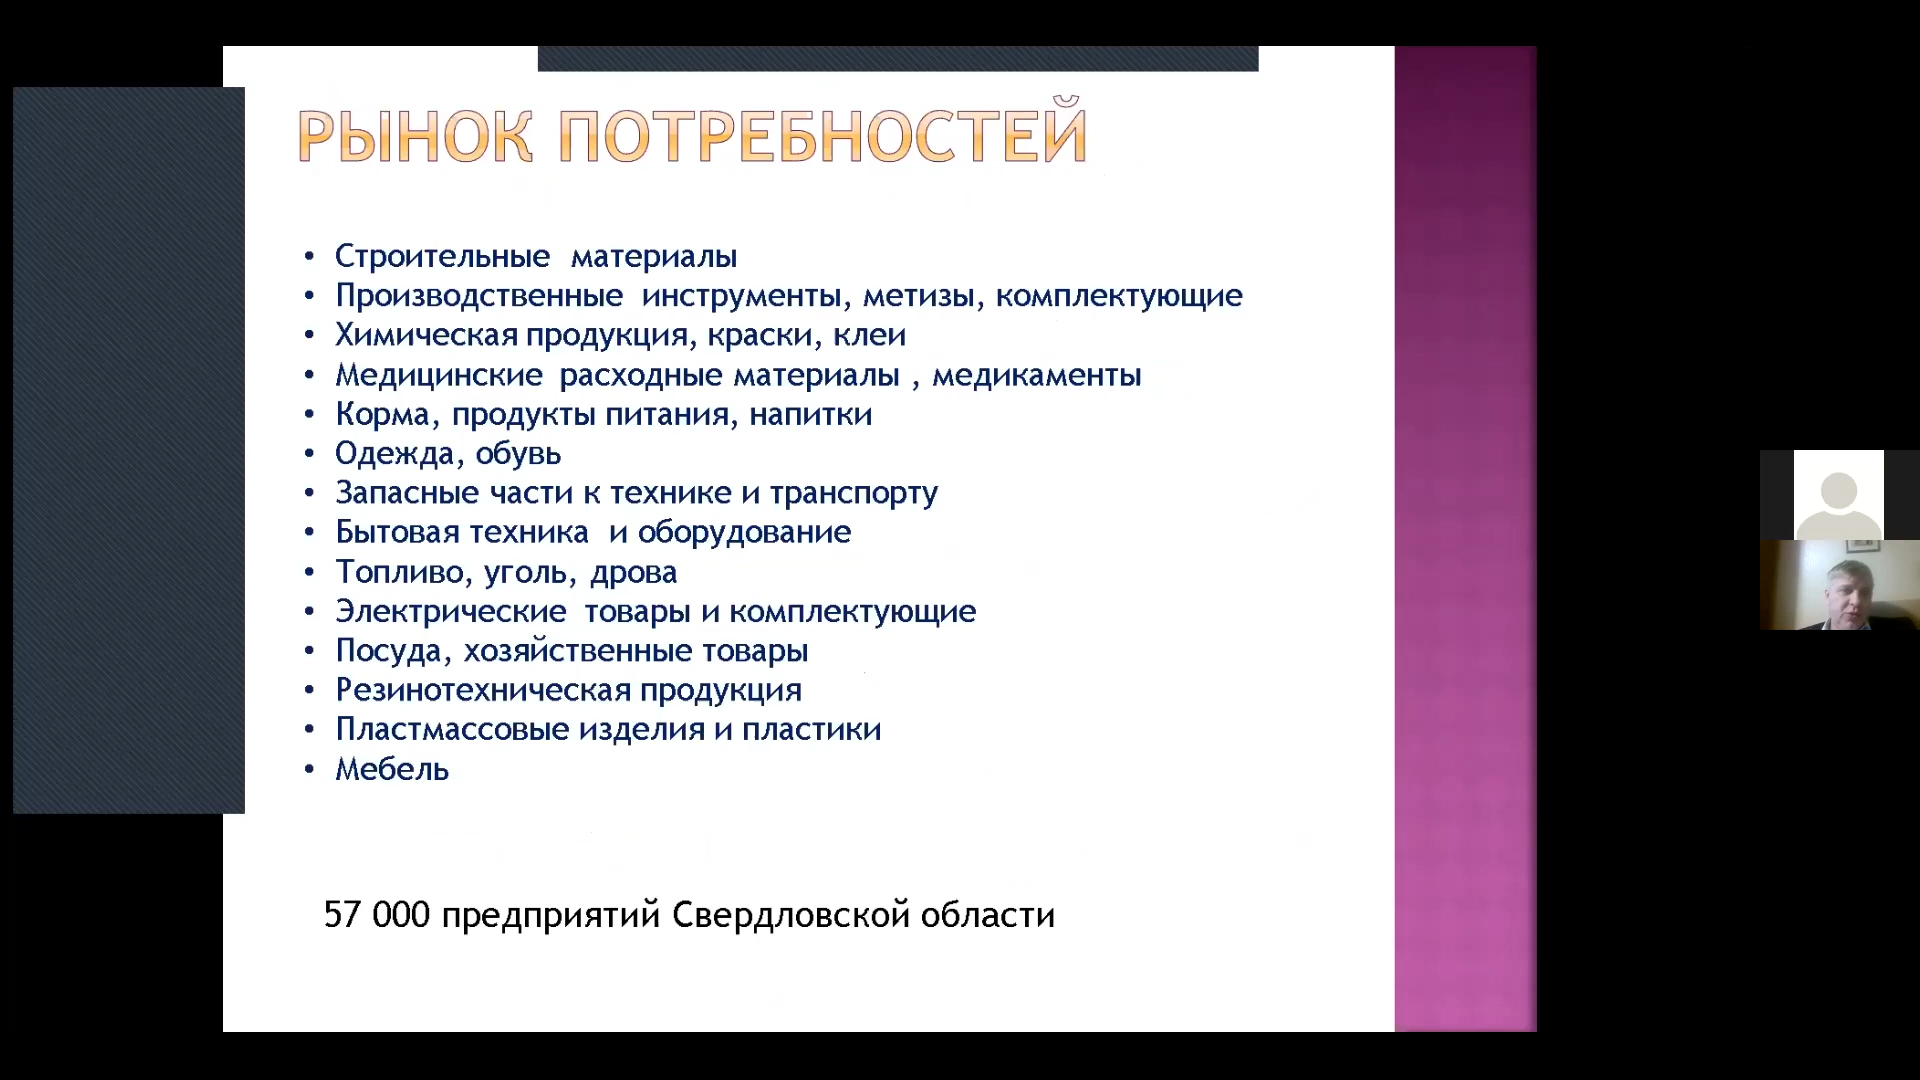 РЫНОК ПОТРЕБНОСТЕЙ
• Строительные материалы
• Производственные инструменты, метизы, комплектующие
• Химическая продукция, краски, клеи
• Медицинские расходные материалы , медикаменты
• Корма, продукты питания, напитки
• Одежда, обувь
• Запасные части к технике и транспорту
• Бытовая техника и оборудование
• Топливо, уголь, дрова
• Электрические товары и комплектующие
• Посуда, хозяйственные товары
• Резинотехническая продукция
• Пластмассовые изделия и пластики
• Мебель
57 000 предприятий Свердловской области